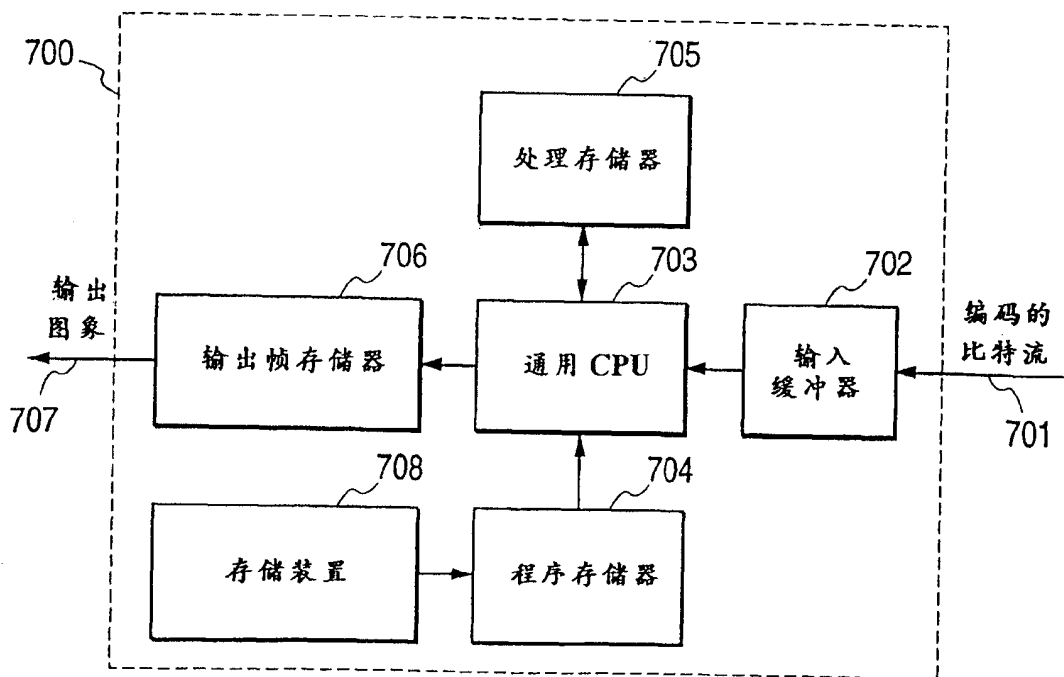 700
705
处理存储器
706
703
702
输出
图象
输出帧存储器
通用 CPU
输入
缓冲器
编码的
比特流
707
701
708
704
存储装置
程序存储器